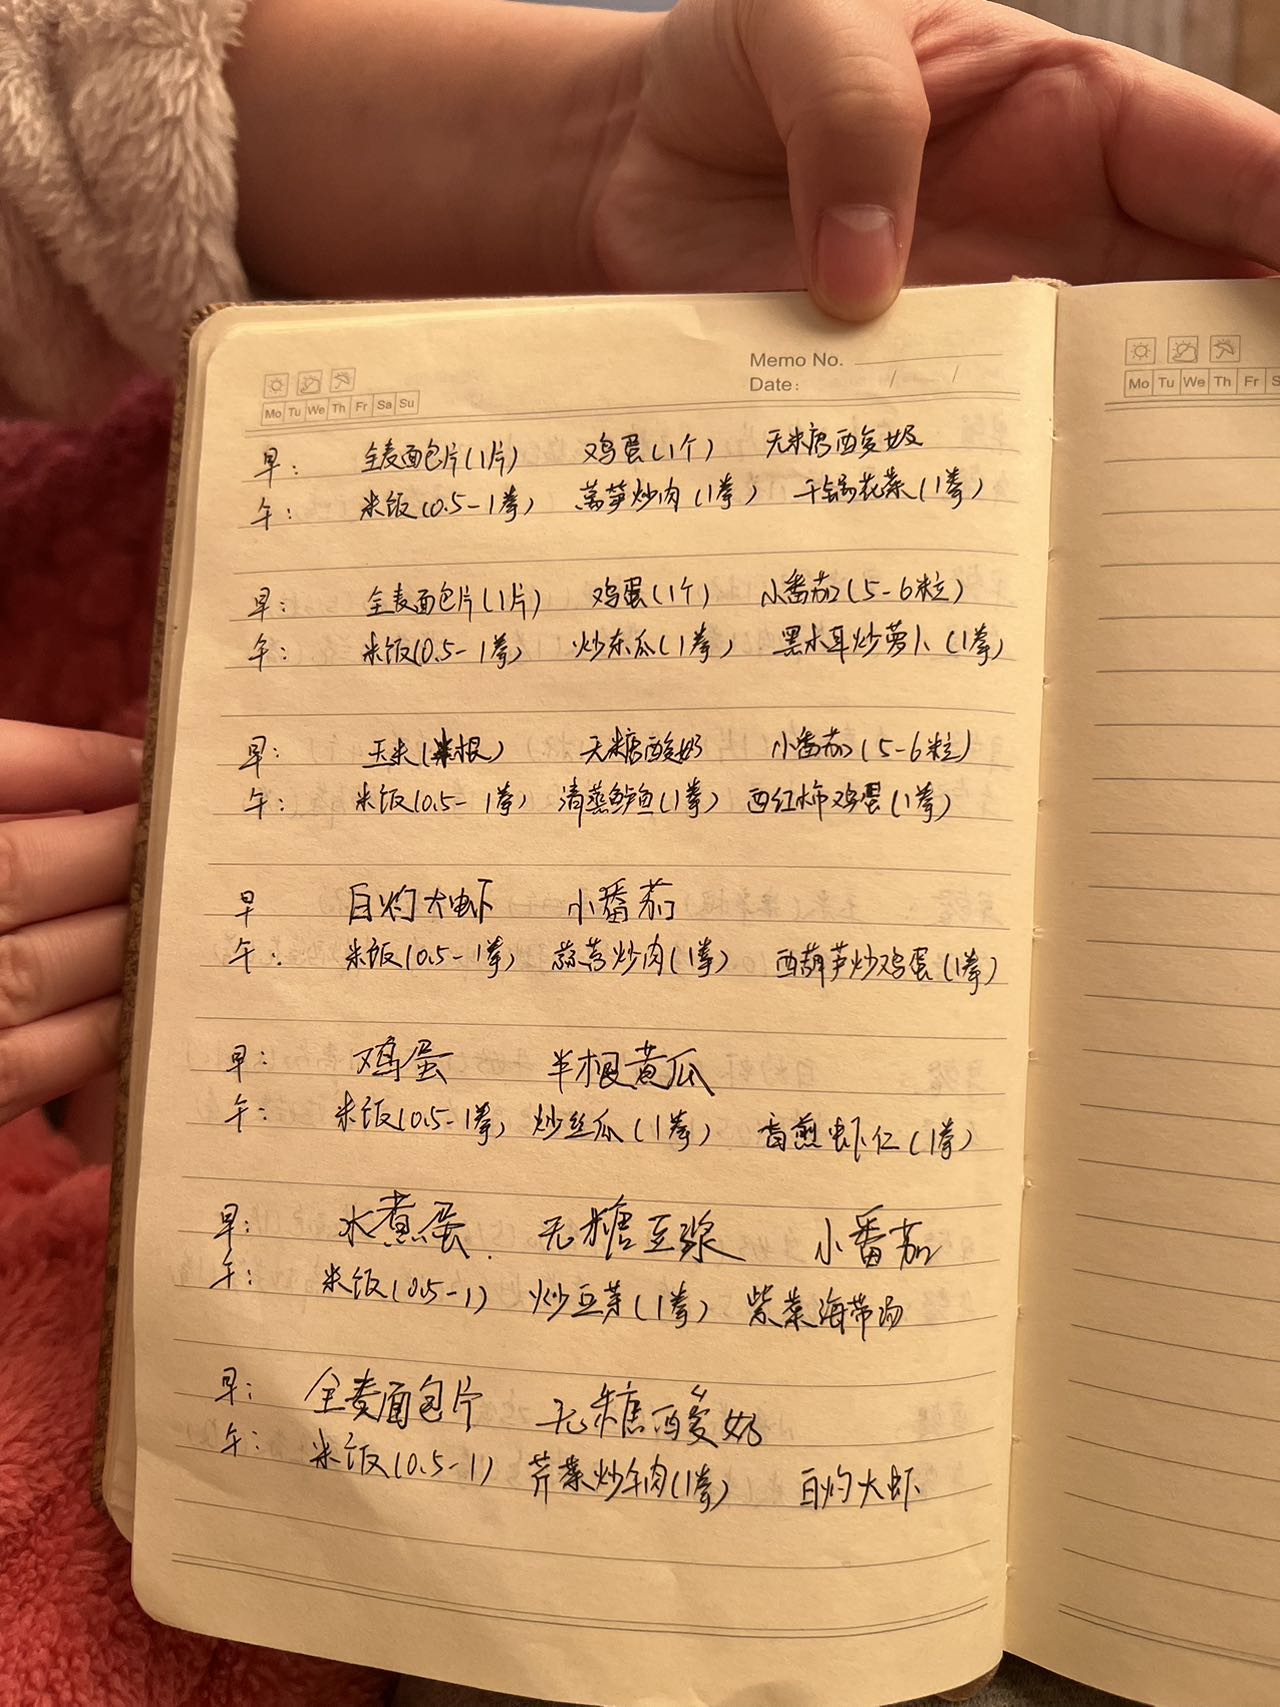 Memo No.
Date: / /
Mo Tu We Th Fr Sa Su
Mo Tu We Th Fr S
早: 全麦面包片(1片) 鸡蛋(1个) 无糖酸奶
午: 米饭(0.5-1拳) 莴笋炒肉(1拳) 干锅花菜(1拳)
早: 全麦面包片(1片) 鸡蛋(1个) 小番茄(5-6粒)
午: 米饭(0.5-1拳) 炒冬瓜(1拳) 黑木耳炒萝卜(1拳)
早: 玉米(半根) 无糖酸奶 小番茄(5-6粒)
午: 米饭(0.5-1拳) 清蒸鲈鱼(1拳) 西红柿鸡蛋(1拳)
早 白灼大虾 小番茄
午: 米饭(0.5-1拳) 蒜苔炒肉(1拳) 西葫芦炒鸡蛋(1拳)
早: 鸡蛋 半根黄瓜
午: 米饭(0.5-1拳) 炒丝瓜(1拳) 香煎虾仁(1拳)
早: 水煮蛋 无糖豆浆 小番茄
午: 米饭(0.5-1) 炒豆芽(1拳) 紫菜海带汤
早: 全麦面包片 无糖酸奶
午: 米饭(0.5-1) 芹菜炒牛肉(1拳) 白灼大虾